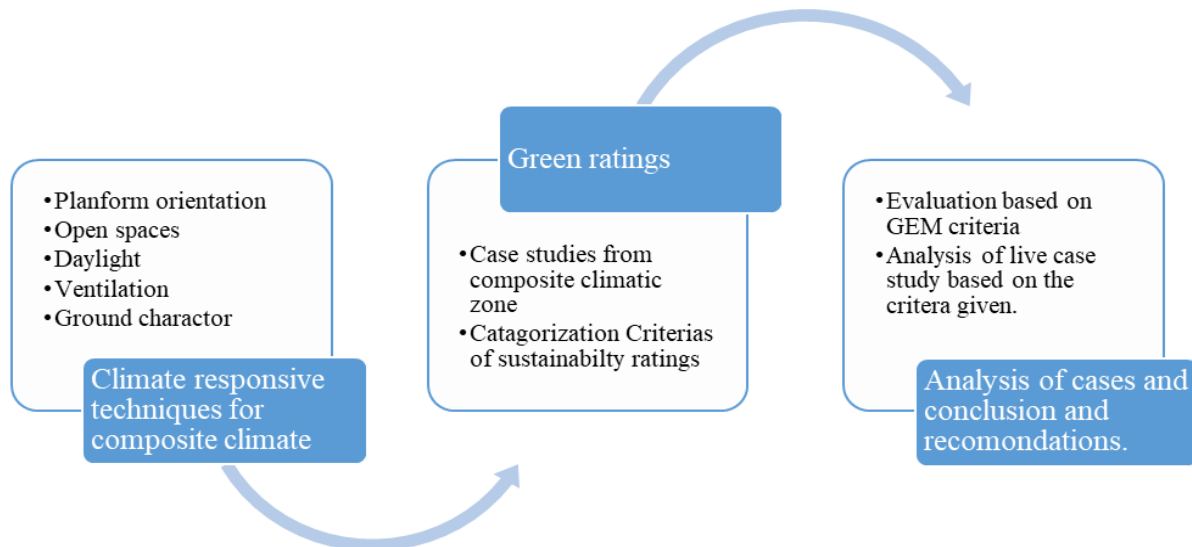 •Planform orientation
•Open spaces
•Daylight
•Ventilation
•Ground charactor
Climate responsive
techniques for
composite climate
Green ratings
•Case studies from
composite climatic
zone
•Catagorization Criterias
of sustainabilty ratings
•Evaluation based on
GEM criteria
•Analysis of live case
study based on the
critera given.
Analysis of cases and
conclusion and
recomondations.